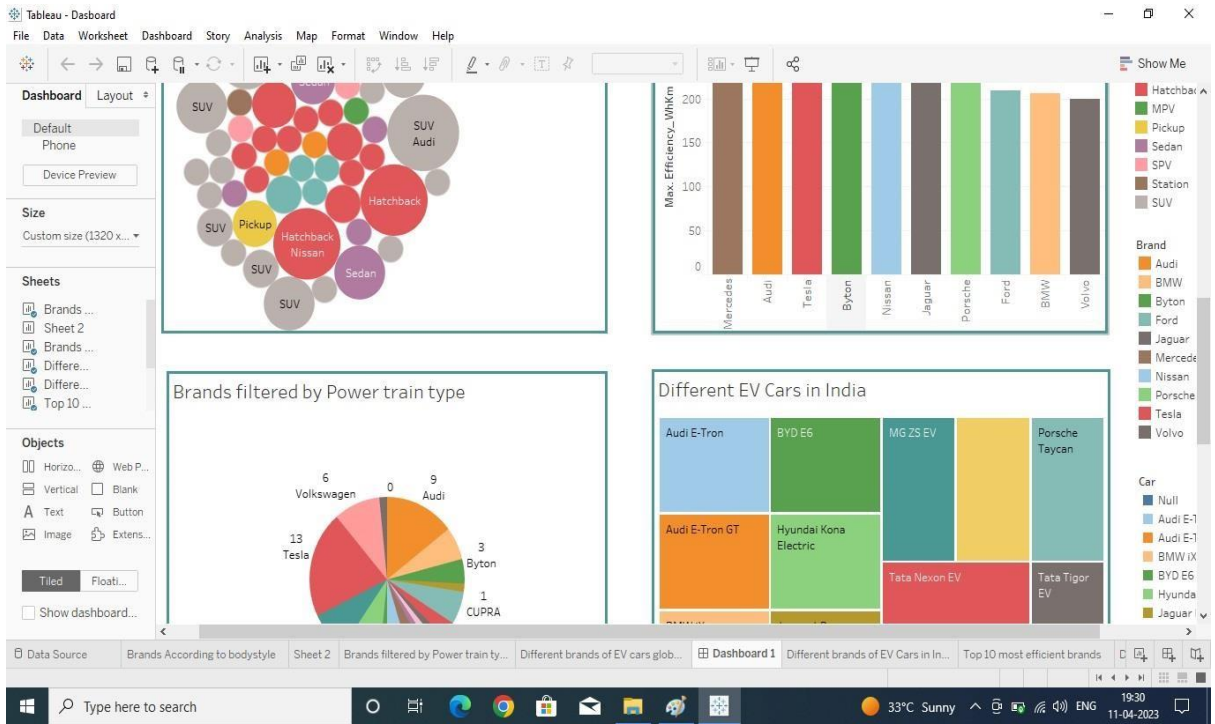 Tableau - Dasboard
File Data Worksheet Dashboard Story Analysis Map Format Window Help
Show Me
Dashboard Layout
Default
Phone
Device Preview
Size
Custom size (1320 x...
Sheets
Brands ...
Sheet 2
Brands ...
Differe...
Differe...
Top 10 ...
Objects
Horizo... Web P...
Vertical Blank
A Text Button
Image Extens...
Tiled Floati...
Show dashboard...
Sedan
SUV
SUV
Audi
Hatchback
SUV
Pickup
Hatchback
Nissan
SUV
Sedan
SUV
Max. Efficiency_WhKm
200
150
100
50
0
Mercedes
Audi
Tesla
Byton
Nissan
Jaguar
Porsche
Ford
BMW
Volvo
Hatchbac
MPV
Pickup
Sedan
SPV
Station
SUV
Brand
Audi
BMW
Byton
Ford
Jaguar
Mercede
Nissan
Porsche
Tesla
Volvo
Car
Null
Audi E-T
Audi E-T
BMW iX
BYD E6
Hyunda
Jaguar
Brands filtered by Power train type
6
Volkswagen
0
9
Audi
13
Tesla
3
Byton
1
CUPRA
Different EV Cars in India
Audi E-Tron
BYD E6
MG ZS EV
Porsche
Taycan
Audi E-Tron GT
Hyundai Kona
Electric
Tata Nexon EV
Tata Tigor
EV
Data Source Brands According to bodystyle Sheet 2 Brands filtered by Power train ty... Different brands of EV cars glob... Dashboard 1 Different brands of EV Cars in In... Top 10 most efficient brands D
Type here to search
33°C Sunny
ENG
19:30
11-04-2023